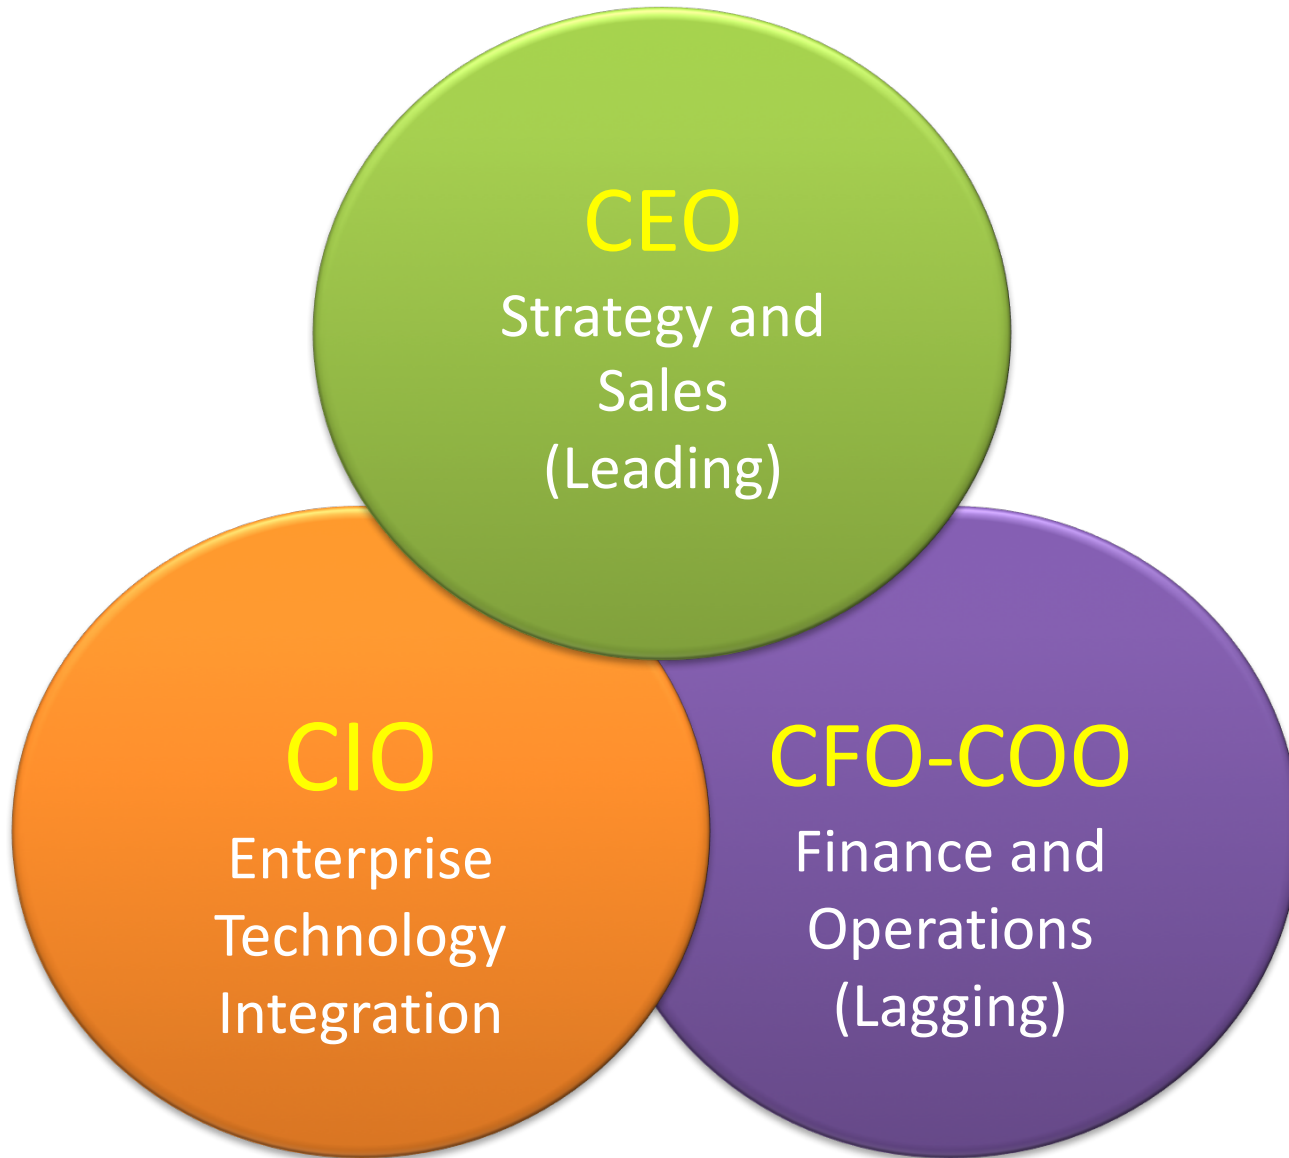 CEO
Strategy and
Sales
(Leading)
CIO
Enterprise
Technology
Integration
CFO-COO
Finance and
Operations
(Lagging)